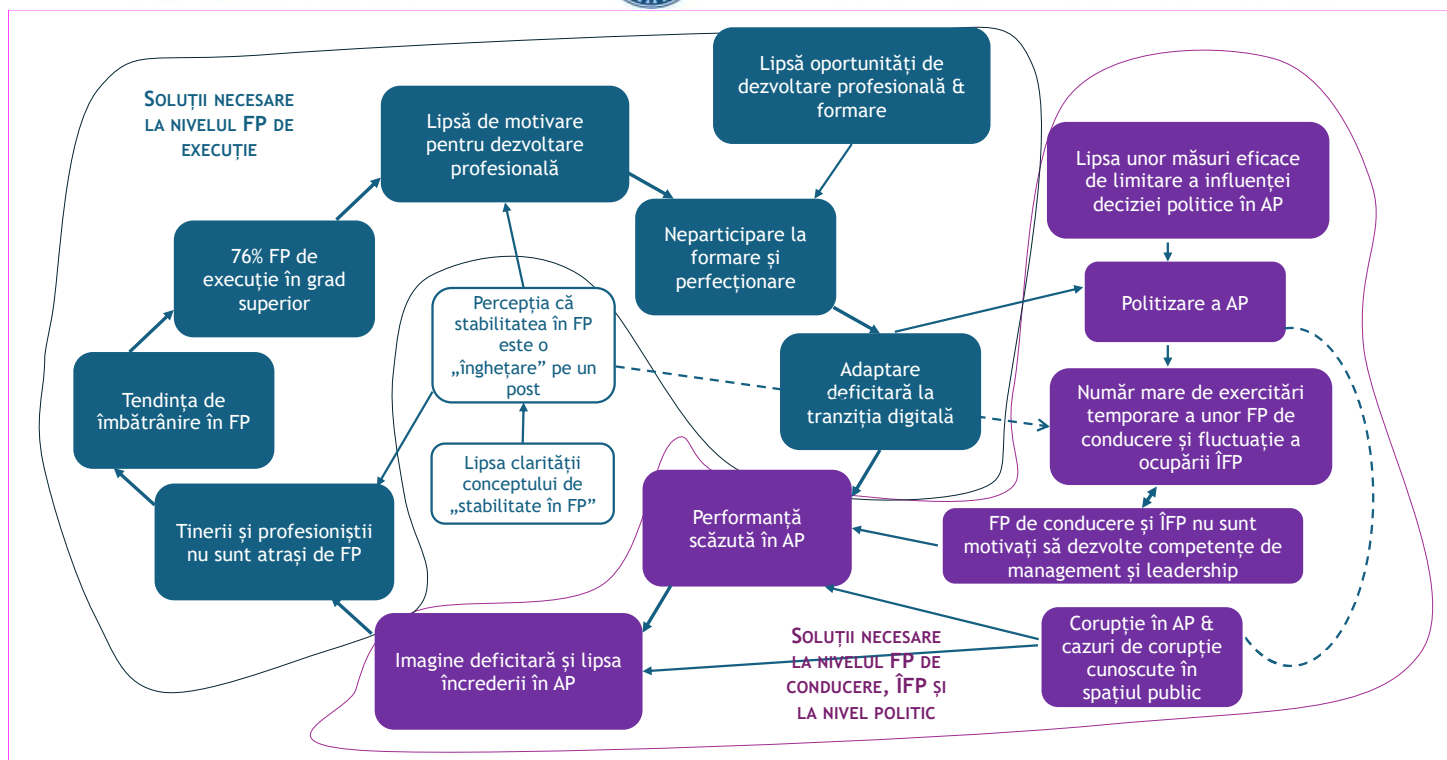 SOLUȚII NECESARE
LA NIVELUL FP DE
EXECUȚIE
Lipsă de motivare
pentru dezvoltare
profesională
Lipsă oportunități de
dezvoltare profesională &
formare
Lipsa unor măsuri eficace
de limitare a influenței
deciziei politice în AP
76% FP de
execuție în grad
superior
Neparticipare la
formare și
perfecționare
Politizare a AP
Percepția că
stabilitatea în FP
este o
„înghețare” pe un
post
Tendința de
îmbătrânire în FP
Adaptare
deficitară la
tranziția digitală
Număr mare de exercitări
temporare a unor FP de
conducere și fluctuație a
ocupării ÎFP
Lipsa clarității
conceptului de
„stabilitate în FP”
Tinerii și profesioniștii
nu sunt atrași de FP
Performanță
scăzută în AP
FP de conducere și ÎFP nu sunt
motivați să dezvolte competențe de
management și leadership
Imagine deficitară și lipsa
încrederii în AP
SOLUȚII NECESARE
LA NIVELUL FP DE
CONDUCERE, ÎFP ȘI
LA NIVEL POLITIC
Corupție în AP &
cazuri de corupție
cunoscute în
spațiul public